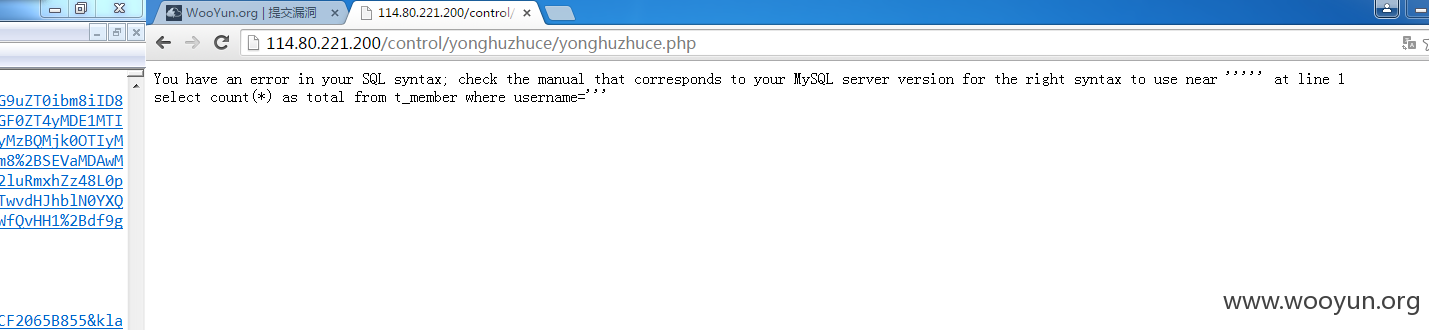 WooYun.org | 提交漏洞
114.80.221.200/control/
114.80.221.200/control/yonghuzhuce/yonghuzhuce.php
You have an error in your SQL syntax; check the manual that corresponds to your MySQL server version for the right syntax to use near ''''' at line 1
select count(*) as total from t_member where username='''
G9uZT0ibm8iID8
GF0ZT4yMDE1MTI
yMzBQMjk0OTIyM
m8%2BSEVaMDAwM
2luRmxhZz48L0p
TwvdHJhblN0YXQ
WfQvHH1%2Bdf9g
CF2065B855&kla
www.wooyun.org